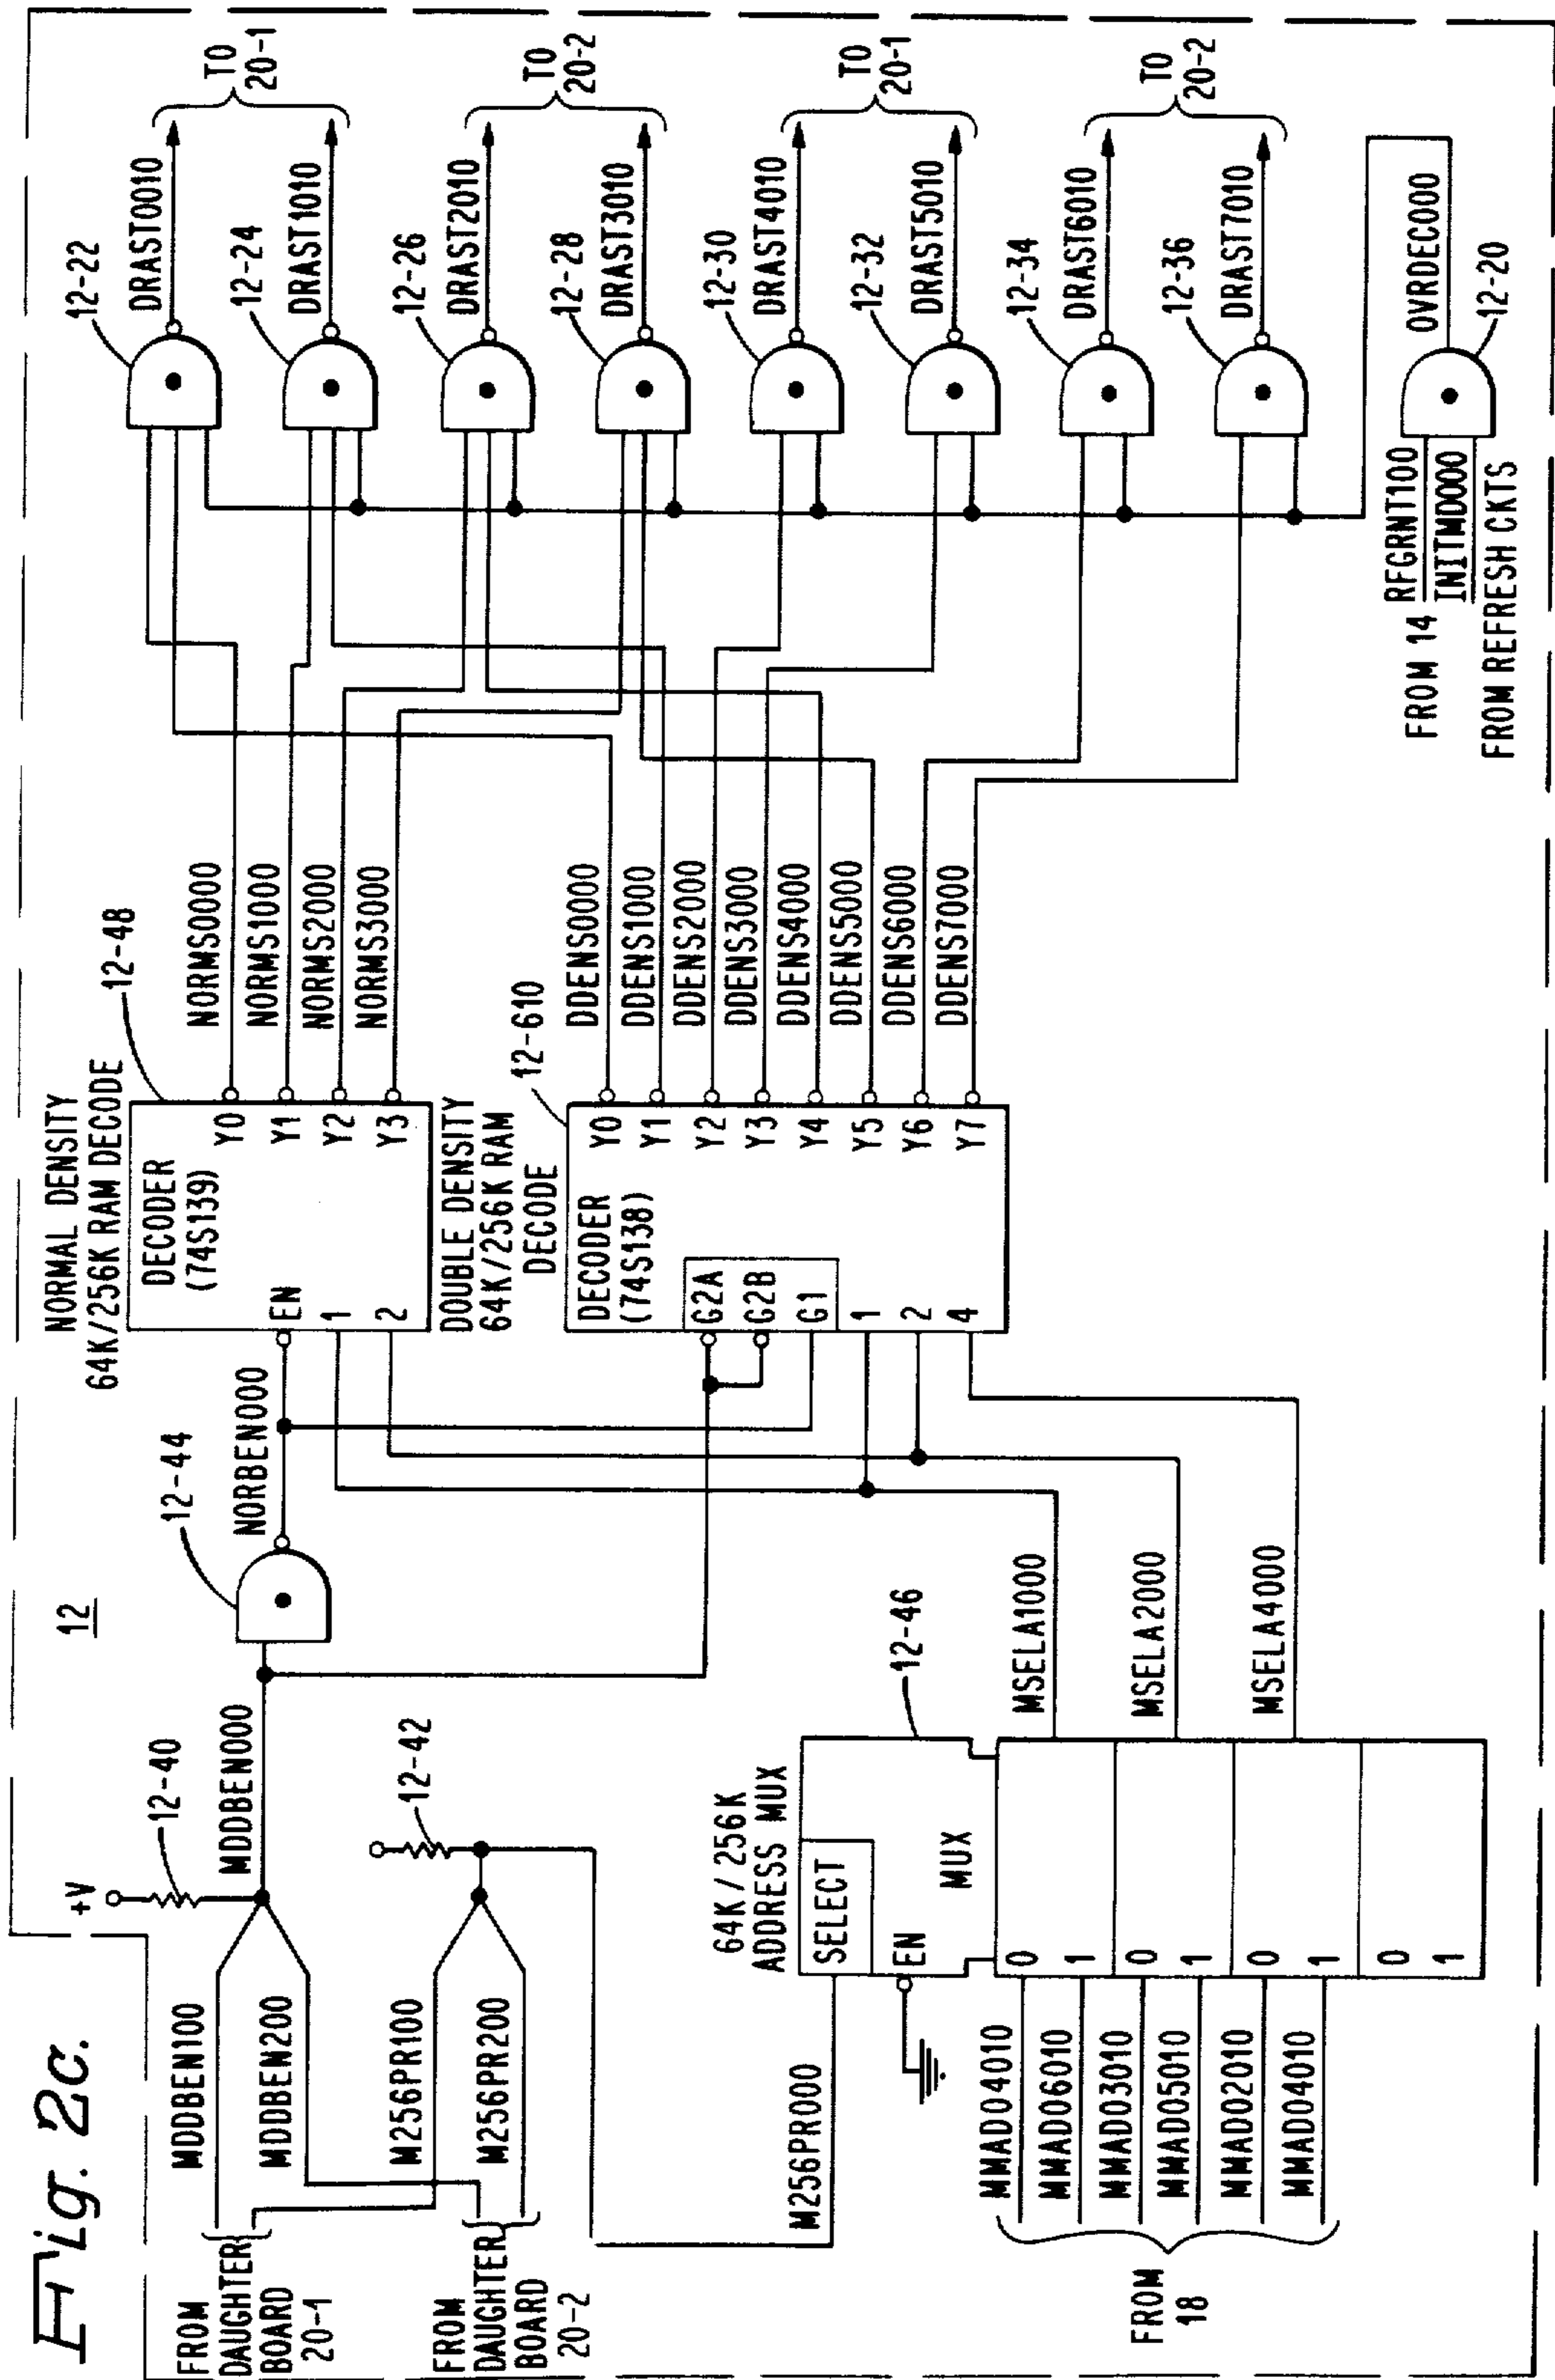 Fig. 2c.
12
FROM
DAUGHTER
BOARD
20-1
FROM
DAUGHTER
BOARD
20-2
MDDBEN100
MDDBEN200
M256PR100
M256PR200
+V
12-40
MDDBEN000
12-42
12-44
NORBEN000
NORMAL DENSITY
64K/256K RAM DECODE
12-48
DECODER
(74S139)
EN
1
2
Y0
Y1
Y2
Y3
NORMS0000
NORMS1000
NORMS2000
NORMS3000
DOUBLE DENSITY
64K/256K RAM
DECODE
12-610
DECODER
(74S138)
G2A
G2B
G1
1
2
4
Y0
Y1
Y2
Y3
Y4
Y5
Y6
Y7
DDENS0000
DDENS1000
DDENS2000
DDENS3000
DDENS4000
DDENS5000
DDENS6000
DDENS7000
64K/256K
ADDRESS MUX
12-46
M256PR000
SELECT
EN
MUX
FROM
18
MMAD04010
MMAD06010
MMAD03010
MMAD05010
MMAD02010
MMAD04010
0
1
0
1
0
1
0
1
MSELA1000
MSELA2000
MSELA4000
12-22
DRAST0010
12-24
DRAST1010
TO
20-1
12-26
DRAST2010
12-28
DRAST3010
TO
20-2
12-30
DRAST4010
12-32
DRAST5010
TO
20-1
12-34
DRAST6010
12-36
DRAST7010
TO
20-2
OVRDEC000
12-20
FROM 14 RFGRNT100
INITMD000
FROM REFRESH CKTS